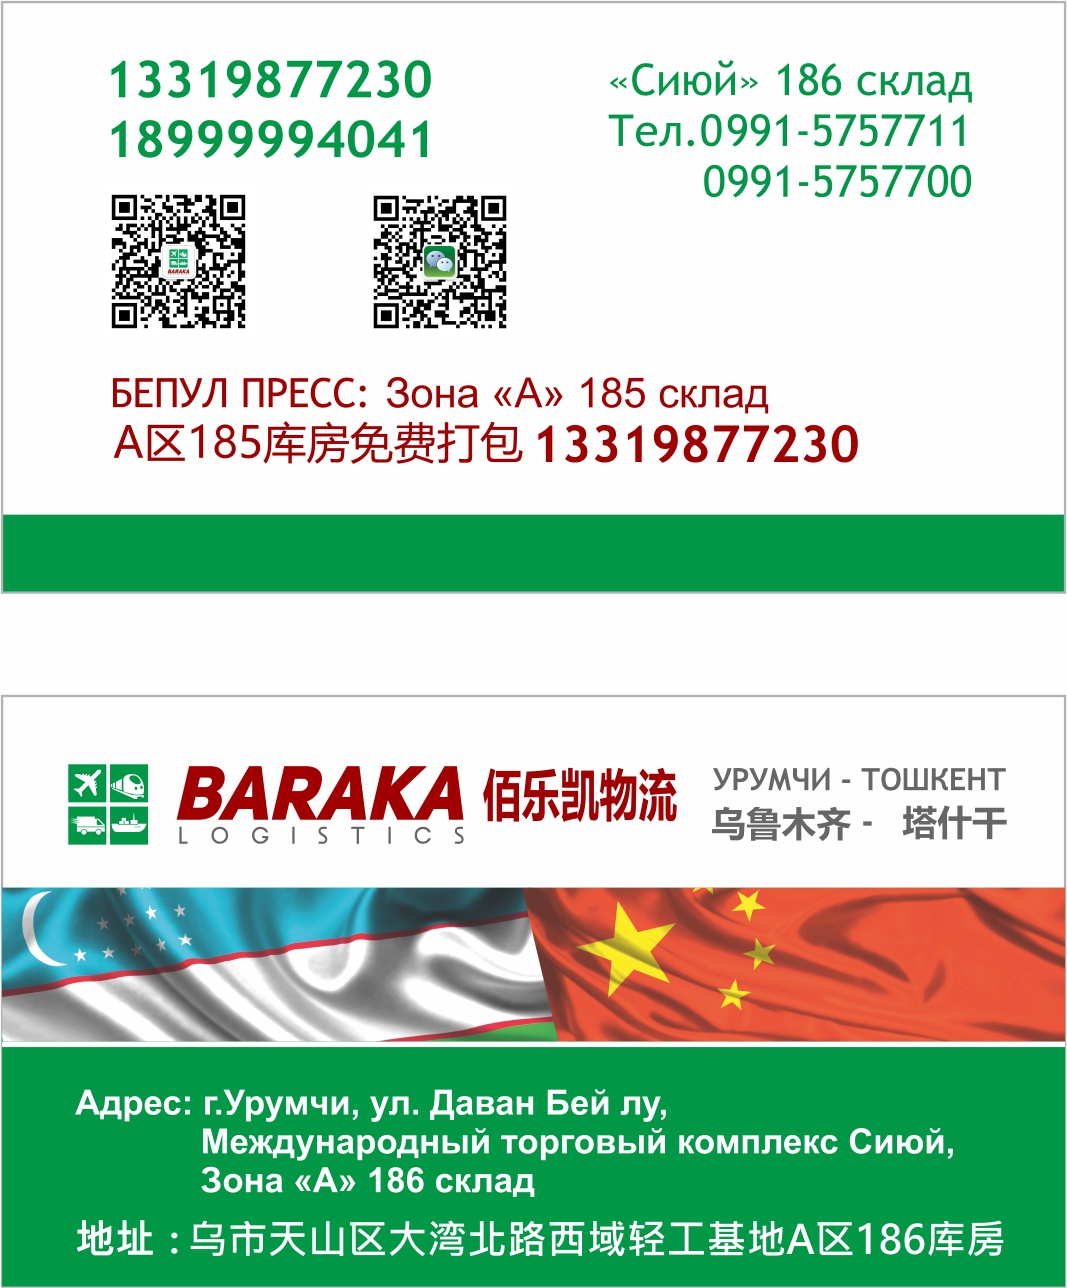 13319877230
18999994041
«Сиюй» 186 склад
Тел.0991-5757711
0991-5757700
BARAKA
БЕПУЛ ПРЕСС: Зона «А» 185 склад
A区185库房免费打包 13319877230
BARAKA 佰乐凯物流
LOGISTICS
УРУМЧИ - ТОШКЕНТ
乌鲁木齐 - 塔什干
Адрес: г.Урумчи, ул. Даван Бей лу,
Международный торговый комплекс Сиюй,
Зона «А» 186 склад
地址：乌市天山区大湾北路西域轻工基地A区186库房